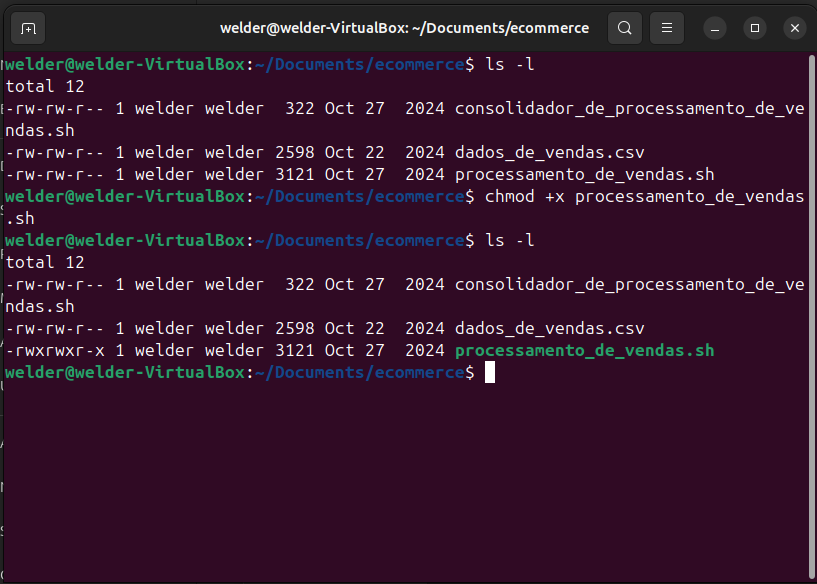 welder@welder-VirtualBox: ~/Documents/ecommerce
welder@welder-VirtualBox:~/Documents/ecommerce$ ls -l
total 12
-rw-rw-r-- 1 welder welder  322 Oct 27  2024 consolidador_de_processamento_de_ve
ndas.sh
-rw-rw-r-- 1 welder welder 2598 Oct 22  2024 dados_de_vendas.csv
-rw-rw-r-- 1 welder welder 3121 Oct 27  2024 processamento_de_vendas.sh
welder@welder-VirtualBox:~/Documents/ecommerce$ chmod +x processamento_de_vendas
.sh
welder@welder-VirtualBox:~/Documents/ecommerce$ ls -l
total 12
-rw-rw-r-- 1 welder welder  322 Oct 27  2024 consolidador_de_processamento_de_ve
ndas.sh
-rw-rw-r-- 1 welder welder 2598 Oct 22  2024 dados_de_vendas.csv
-rwxrwxr-x 1 welder welder 3121 Oct 27  2024 processamento_de_vendas.sh
welder@welder-VirtualBox:~/Documents/ecommerce$